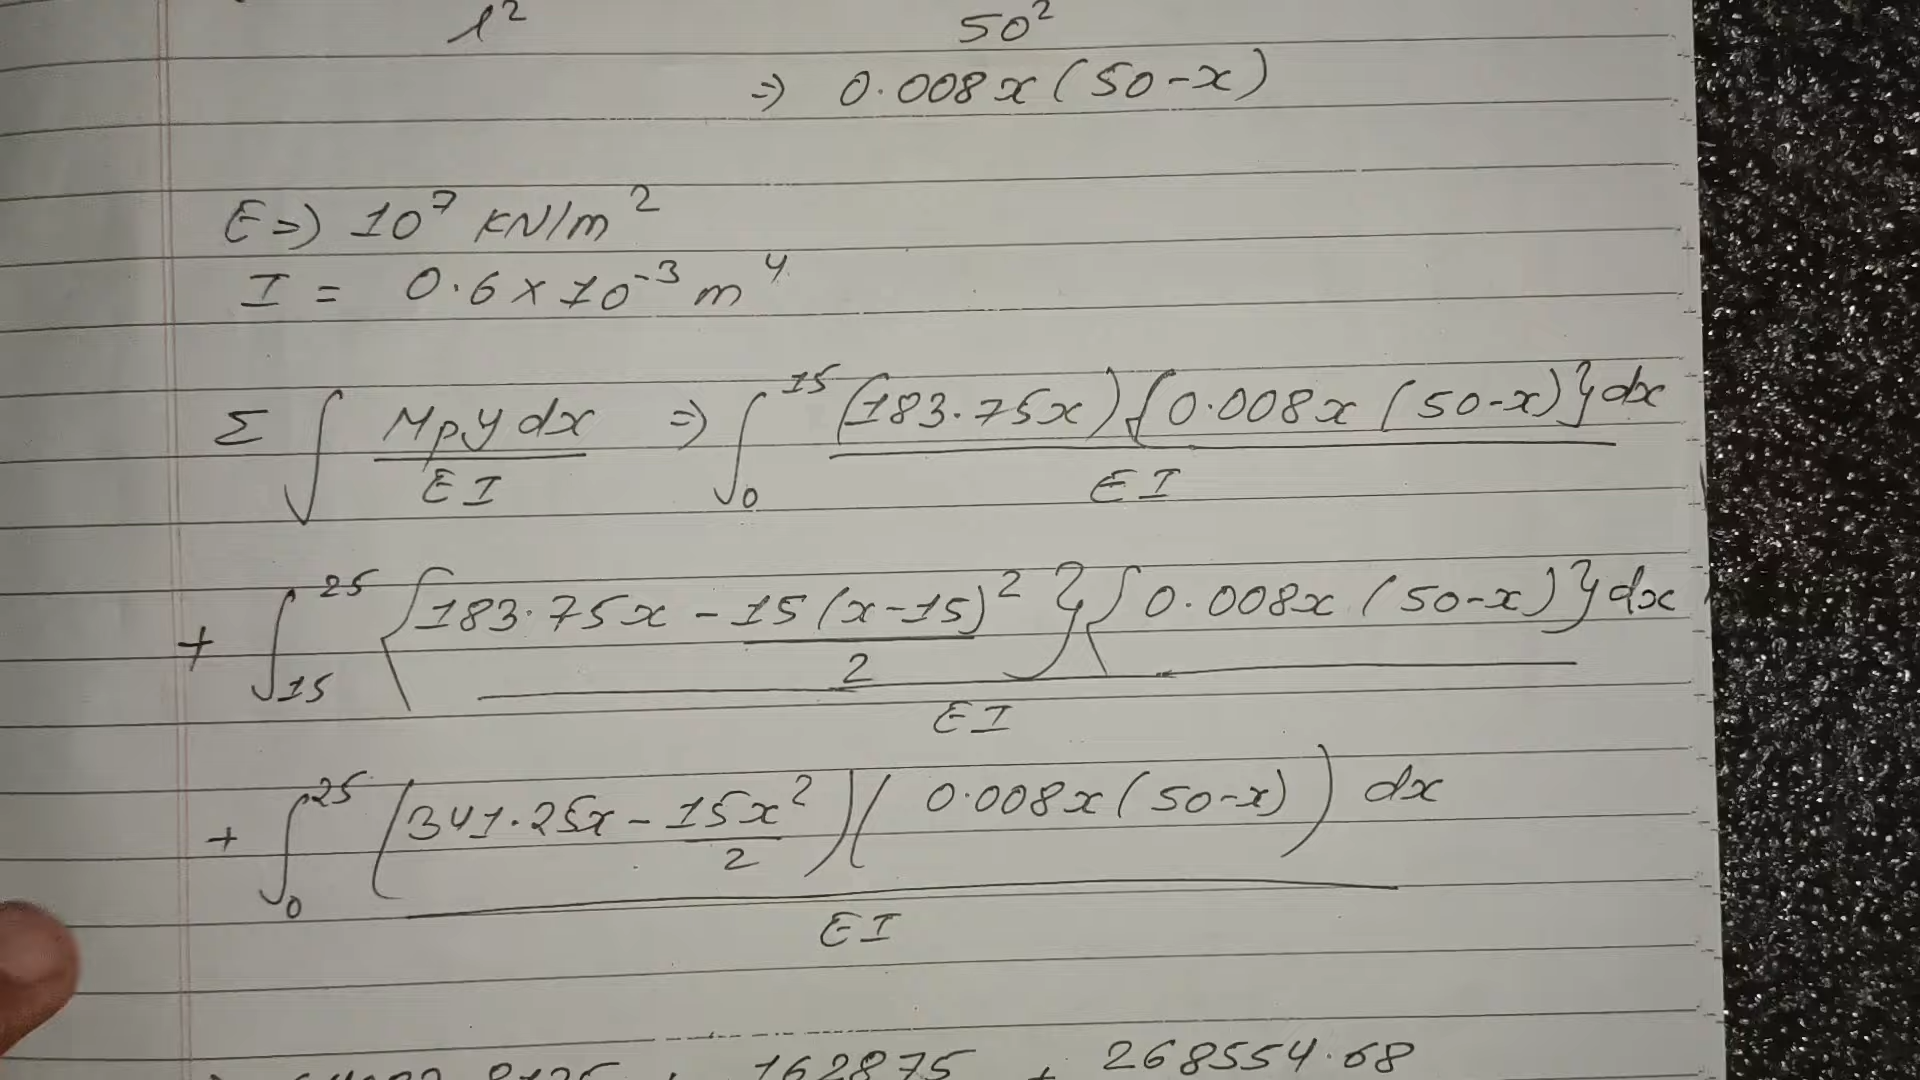 l² 50²
=> 0.008x(50-x)
E=> 10⁷ KN/m²
I = 0.6×10⁻³ m⁴
Σ ∫ Mpydx/EI => ∫₀¹⁵ (183.75x){0.008x(50-x)}dx/EI
+ ∫₁₅²⁵ {183.75x - 15(x-15)²/2}{0.008x(50-x)}dx/EI
+ ∫₀²⁵ (341.25x - 15x²/2)(0.008x(50-x)) dx/EI
162875 + 268554.68